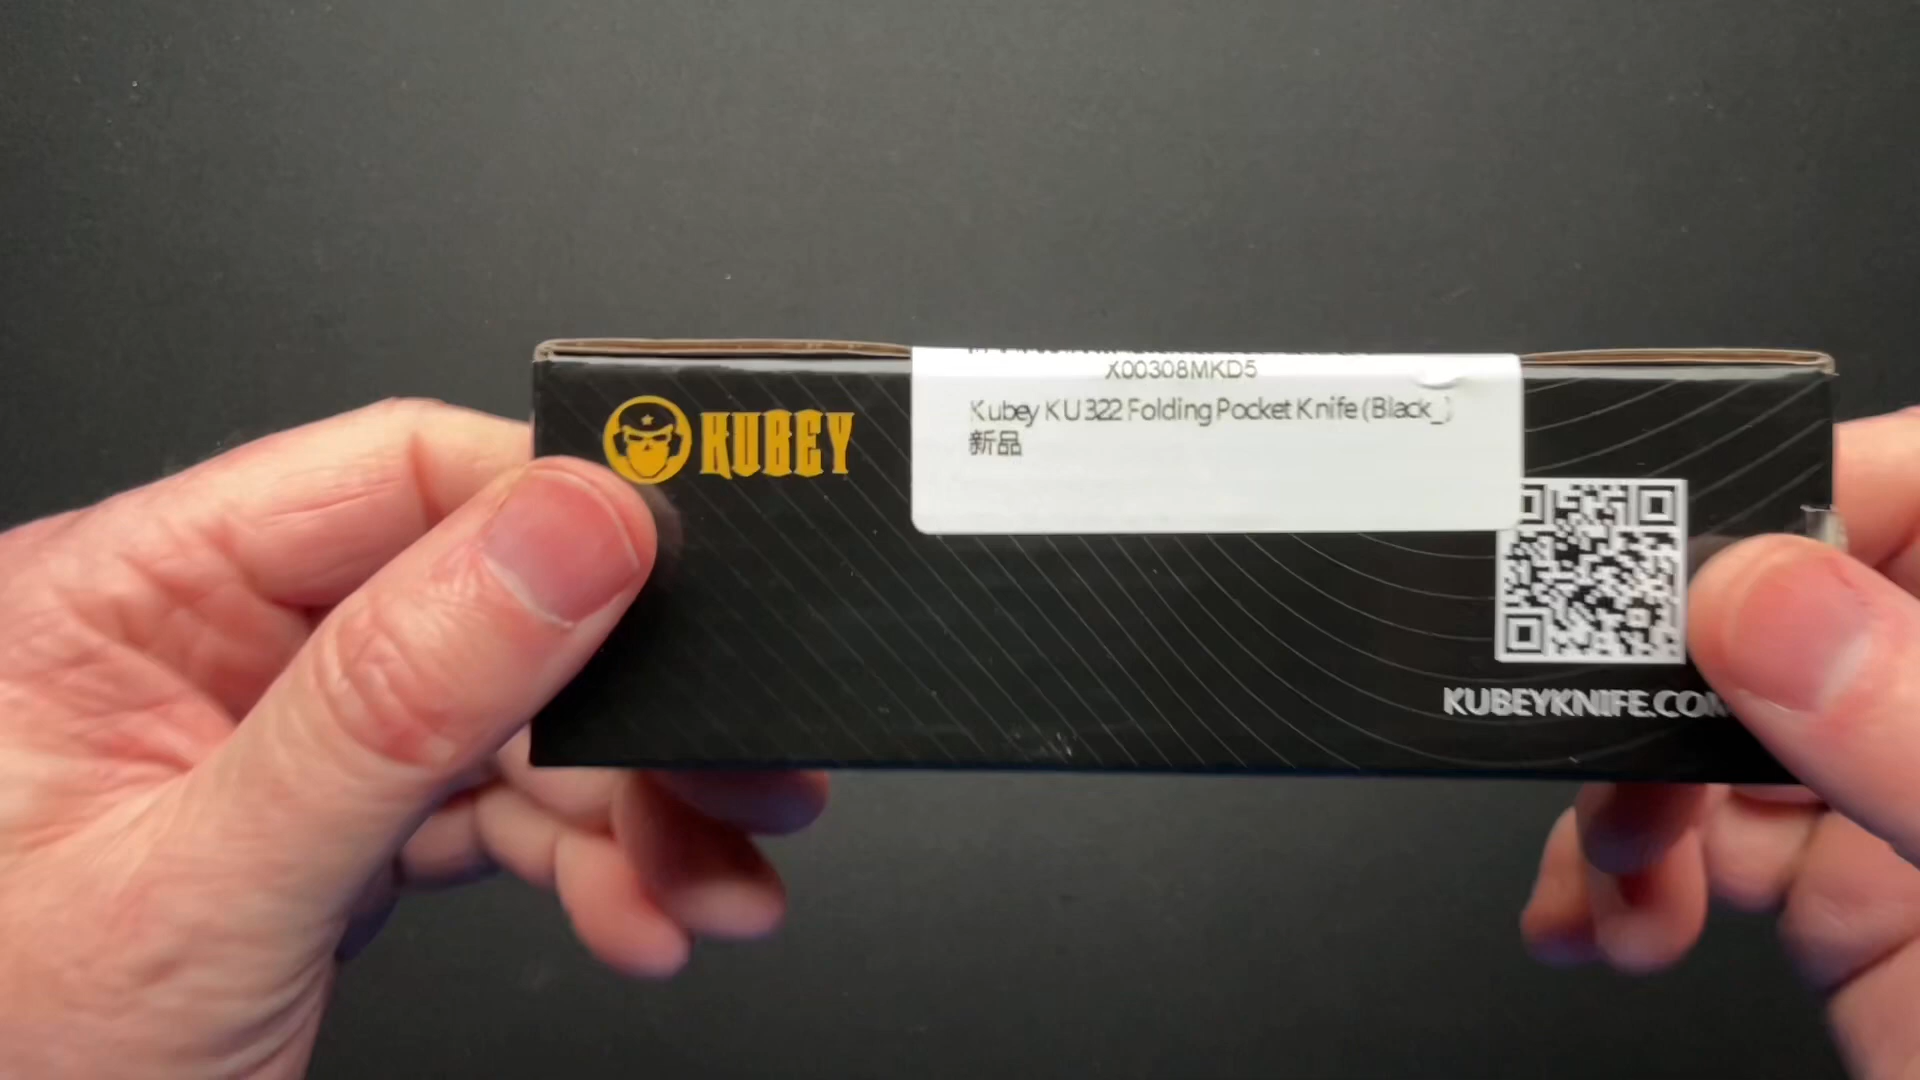 KUBEY
X00308MKD5
Kubey KU322 Folding Pocket Knife (Black_)
新品
KUBEYKNIFE.COM